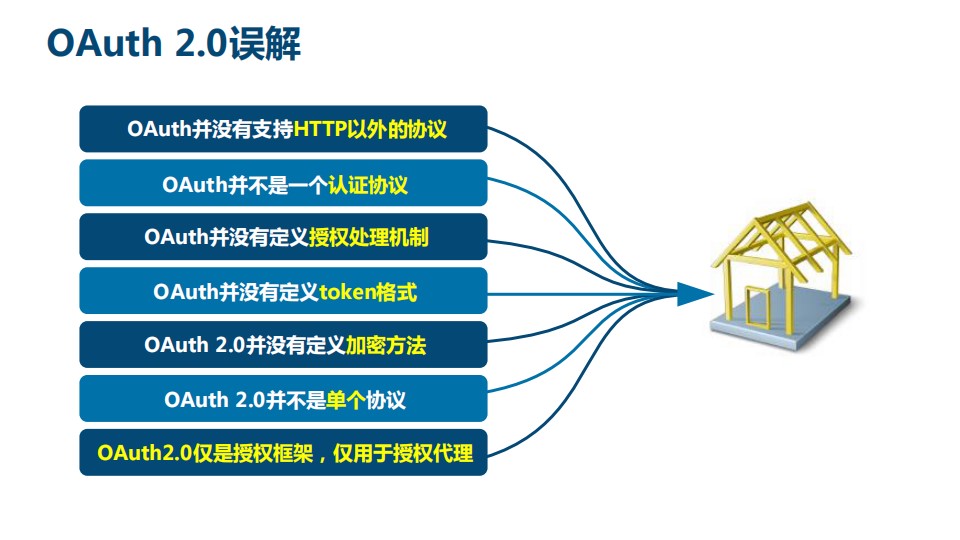 OAuth 2.0误解
OAuth并没有支持HTTP以外的协议
OAuth并不是一个认证协议
OAuth并没有定义授权处理机制
OAuth并没有定义token格式
OAuth 2.0并没有定义加密方法
OAuth 2.0并不是单个协议
OAuth2.0仅是授权框架，仅用于授权代理